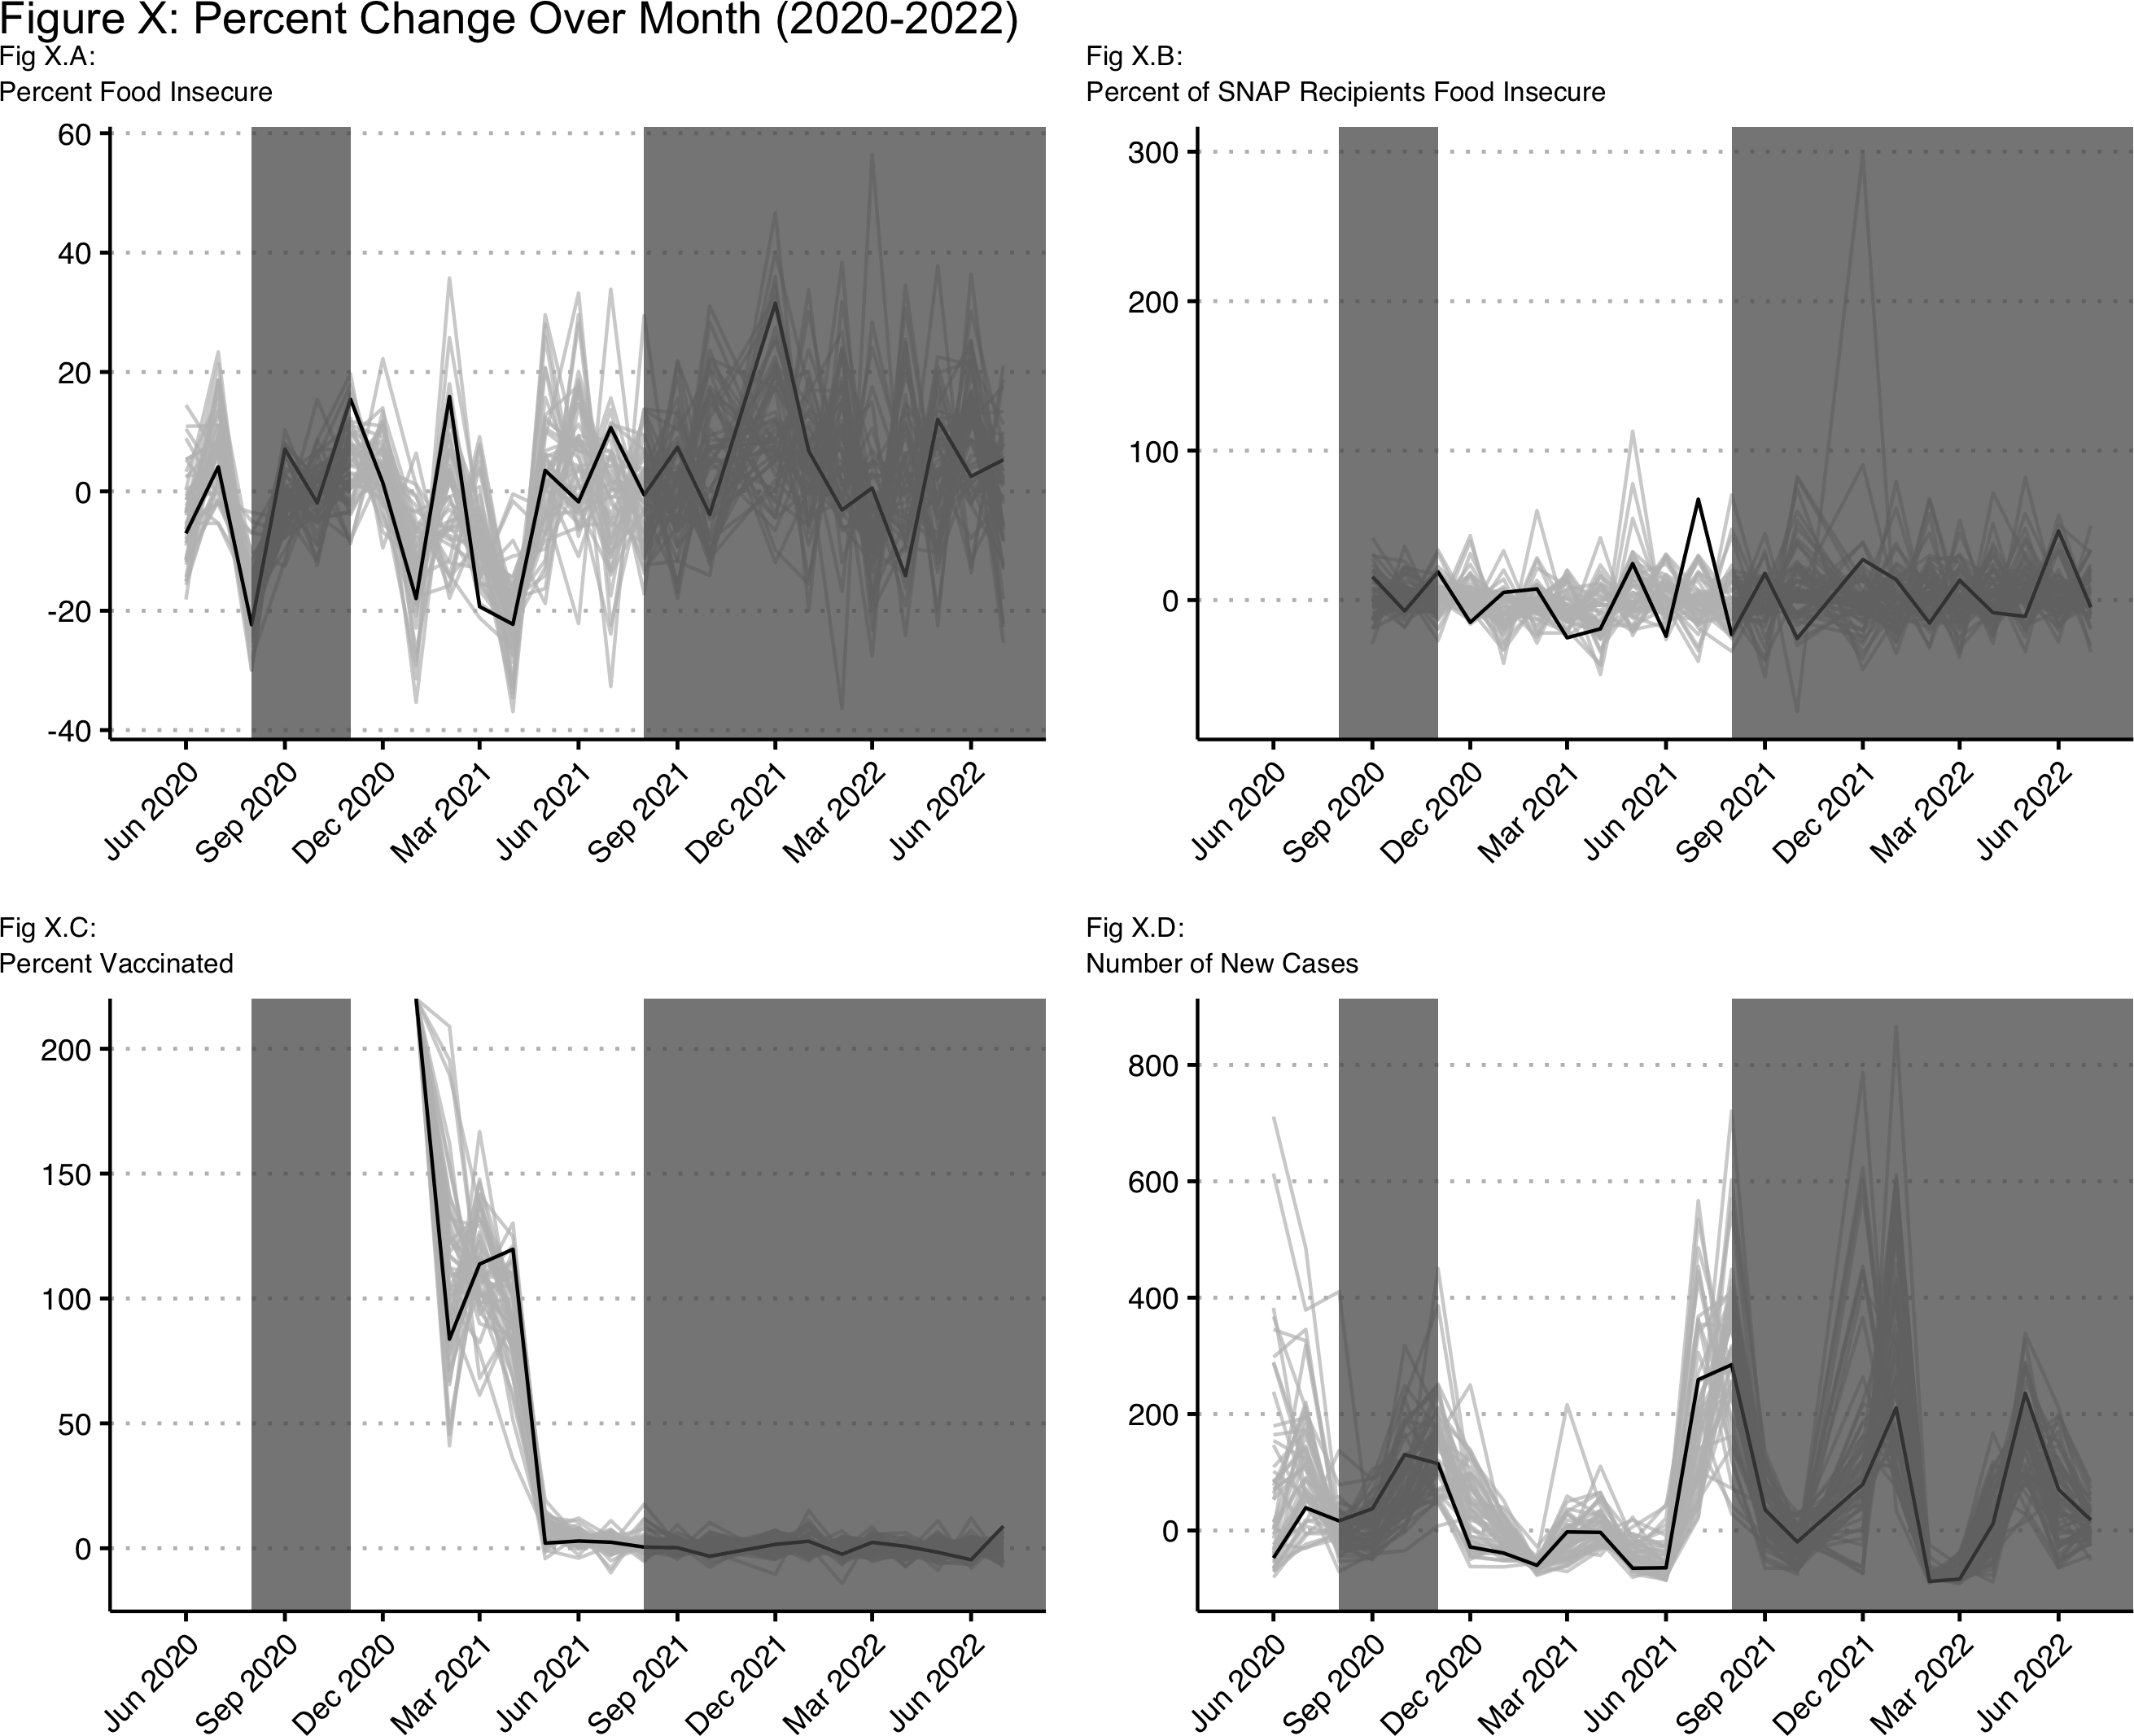 Figure X: Percent Change Over Month (2020-2022)
Fig X.A:
Percent Food Insecure
60
40
20
0
-20
-40
Jun 2020
Sep 2020
Dec 2020
Mar 2021
Jun 2021
Sep 2021
Dec 2021
Mar 2022
Jun 2022
Fig X.B:
Percent of SNAP Recipients Food Insecure
300
200
100
0
Jun 2020
Sep 2020
Dec 2020
Mar 2021
Jun 2021
Sep 2021
Dec 2021
Mar 2022
Jun 2022
Fig X.C:
Percent Vaccinated
200
150
100
50
0
Jun 2020
Sep 2020
Dec 2020
Mar 2021
Jun 2021
Sep 2021
Dec 2021
Mar 2022
Jun 2022
Fig X.D:
Number of New Cases
800
600
400
200
0
Jun 2020
Sep 2020
Dec 2020
Mar 2021
Jun 2021
Sep 2021
Dec 2021
Mar 2022
Jun 2022